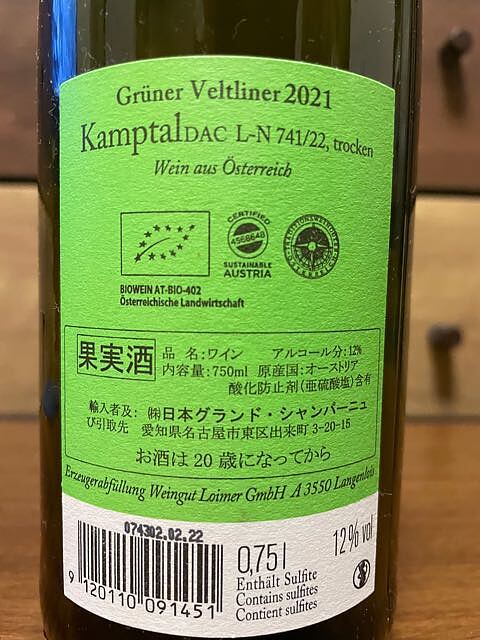 Grüner Veltliner 2021
Kamptal DAC L-N 741/22, trocken
Wein aus Österreich
CERTIFIED
4568648
SUSTAINABLE
AUSTRIA
BIOWEIN AT-BIO-402
Österreichische Landwirtschaft
果実酒
品 名:ワイン アルコール分:12%
内容量:750ml 原産国:オーストリア
酸化防止剤(亜硫酸塩)含有
輸入者及:㈱日本グランド・シャンパーニュ
び引取先 愛知県名古屋市東区出来町 3-20-15
お酒は 20 歳になってから
Erzeugerabfüllung Weingut Loimer GmbH A 3550 Langenlois
074302.02.22
9 120110 091451
0,75 l
12% vol
Enthält Sulfite
Contains sulfites
Contient sulfites